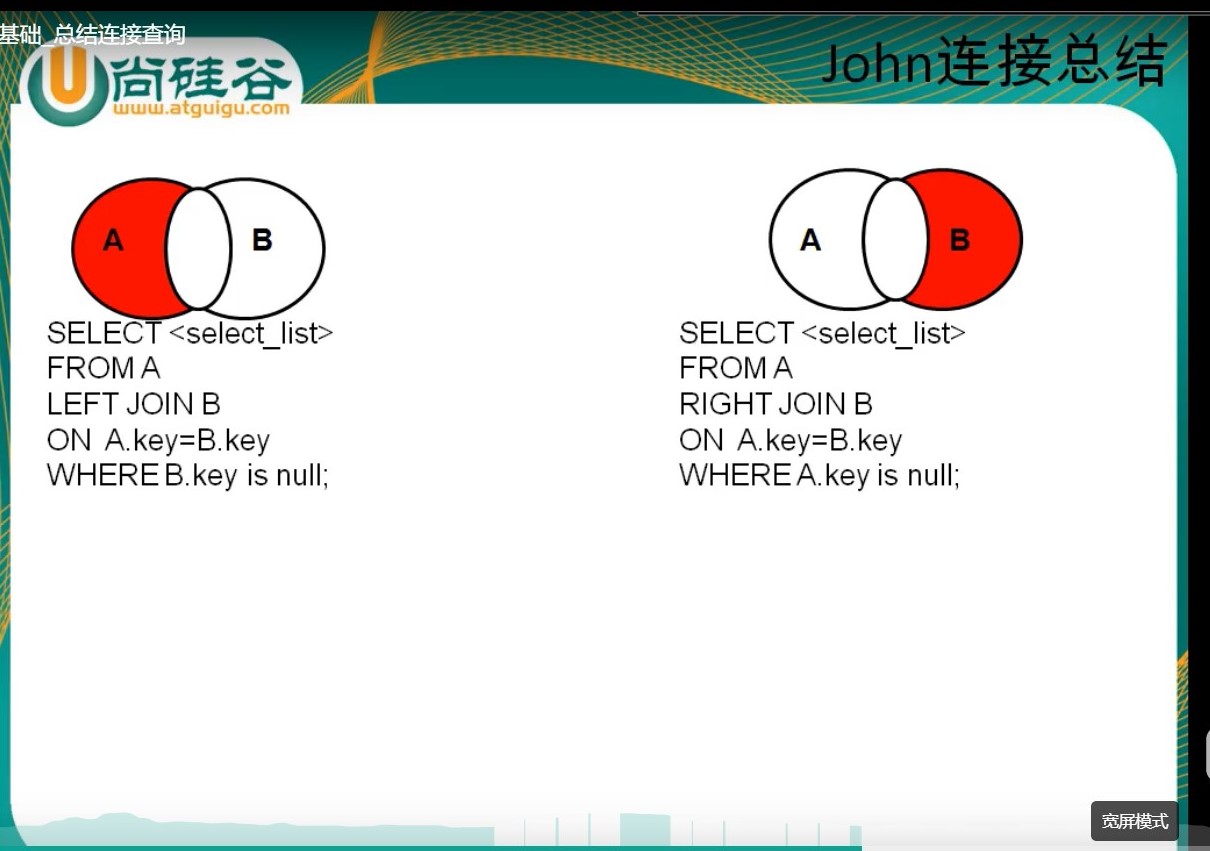 基础_总结连接查询
尚硅谷
www.atguigu.com
John连接总结
A
B
SELECT <select_list>
FROM A
LEFT JOIN B
ON A.key=B.key
WHERE B.key is null;
A
B
SELECT <select_list>
FROM A
RIGHT JOIN B
ON A.key=B.key
WHERE A.key is null;
宽屏模式